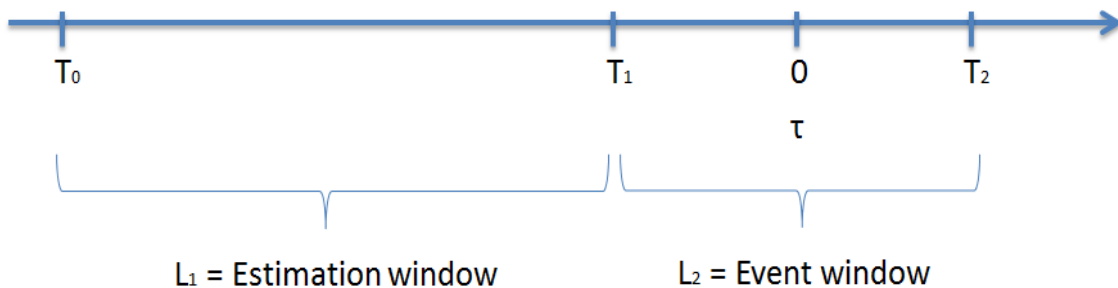 T₀ T₁ 0 T₂
τ
L₁ = Estimation window L₂ = Event window